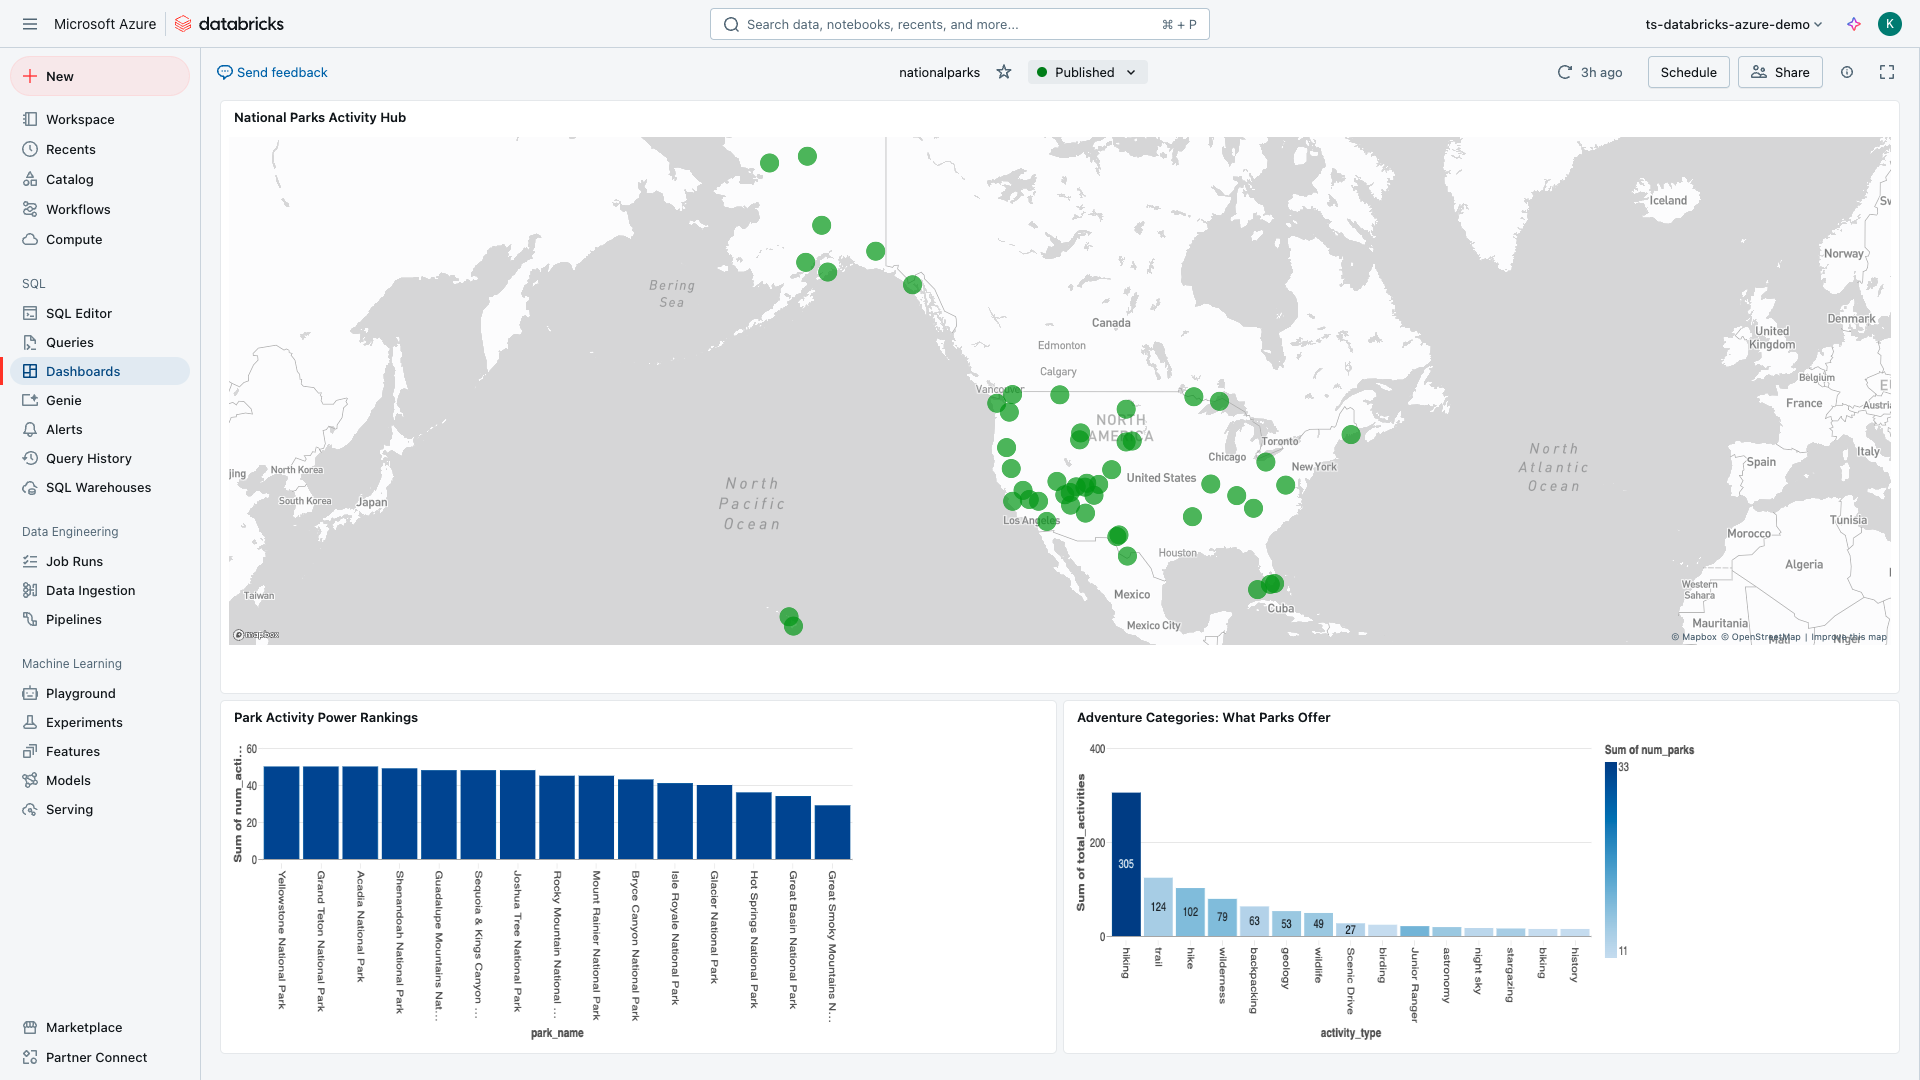 Microsoft Azure
databricks
Search data, notebooks, recents, and more...
⌘ + P
ts-databricks-azure-demo
K
New
Workspace
Recents
Catalog
Workflows
Compute
SQL
SQL Editor
Queries
Dashboards
Genie
Alerts
Query History
SQL Warehouses
Data Engineering
Job Runs
Data Ingestion
Pipelines
Machine Learning
Playground
Experiments
Features
Models
Serving
Marketplace
Partner Connect
Send feedback
nationalparks
Published
3h ago
Schedule
Share
National Parks Activity Hub
Iceland
Sv
Norway
Bering
Sea
Canada
Denmark
United
Kingdom
Edmonton
Calgary
Belgium
Vancouver
E
France
Austri
NORTH
AMERICA
Toronto
Chicago
New York
North
Atlantic
Ocean
Italy
Spain
jing
North Korea
South Korea
Japan
United States
North
Pacific
Ocean
Los Angeles
Tunisia
Morocco
Houston
Algeria
Western
Sahara
Taiwan
Mexico
Cuba
Mexico City
Mauritania
Mali
Niger
mapbox
© Mapbox © OpenStreetMap | Improve this map
Park Activity Power Rankings
Sum of num_acti...
60
40
20
0
Yellowstone National Park
Grand Teton National Park
Acadia National Park
Shenandoah National Park
Guadalupe Mountains Nat...
Sequoia & Kings Canyon ...
Joshua Tree National Park
Rocky Mountain National ...
Mount Rainier National Park
Bryce Canyon National Park
Isle Royale National Park
Glacier National Park
Hot Springs National Park
Great Basin National Park
Great Smoky Mountains N...
park_name
Adventure Categories: What Parks Offer
Sum of total_activities
400
200
0
305
124
102
79
63
53
49
27
hiking
trail
hike
wilderness
backpacking
geology
wildlife
Scenic Drive
birding
Junior Ranger
astronomy
night sky
stargazing
biking
history
activity_type
Sum of num_parks
33
11